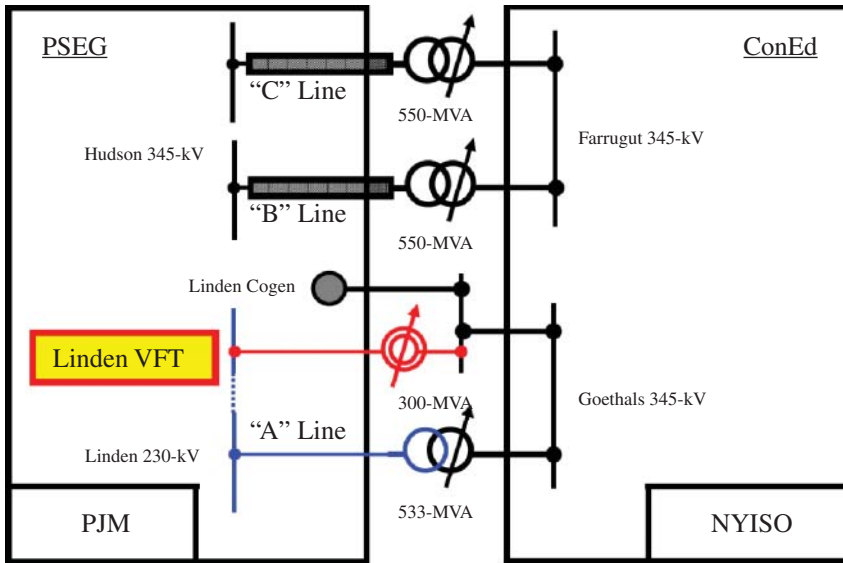 PSEG
ConEd
“C” Line
550-MVA
Hudson 345-kV
Farrugut 345-kV
“B” Line
550-MVA
Linden Cogen
Linden VFT
300-MVA
Goethals 345-kV
“A” Line
Linden 230-kV
533-MVA
PJM
NYISO